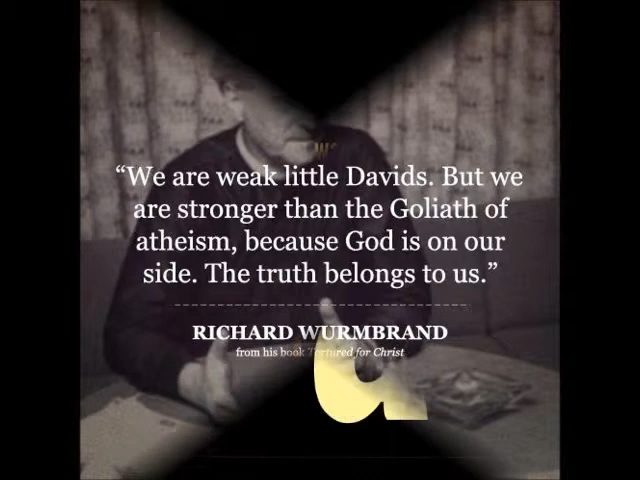 “We are weak little Davids. But we
are stronger than the Goliath of
atheism, because God is on our
side. The truth belongs to us.”
RICHARD WURMBRAND
from his book Tortured for Christ
a